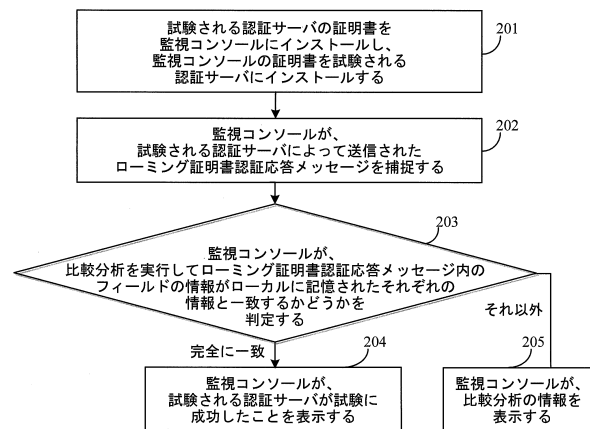 試験される認証サーバの証明書を
監視コンソールにインストールし、
監視コンソールの証明書を試験される
認証サーバにインストールする
201
監視コンソールが、
試験される認証サーバによって送信された
ローミング証明書認証応答メッセージを捕捉する
202
203
監視コンソールが、
比較分析を実行してローミング証明書認証応答メッセージ内の
フィールドの情報がローカルに記憶されたそれぞれの
情報と一致するかどうかを
判定する
それ以外
完全に一致
204
205
監視コンソールが、
試験される認証サーバが試験に
成功したことを表示する
監視コンソールが、
比較分析の情報を
表示する